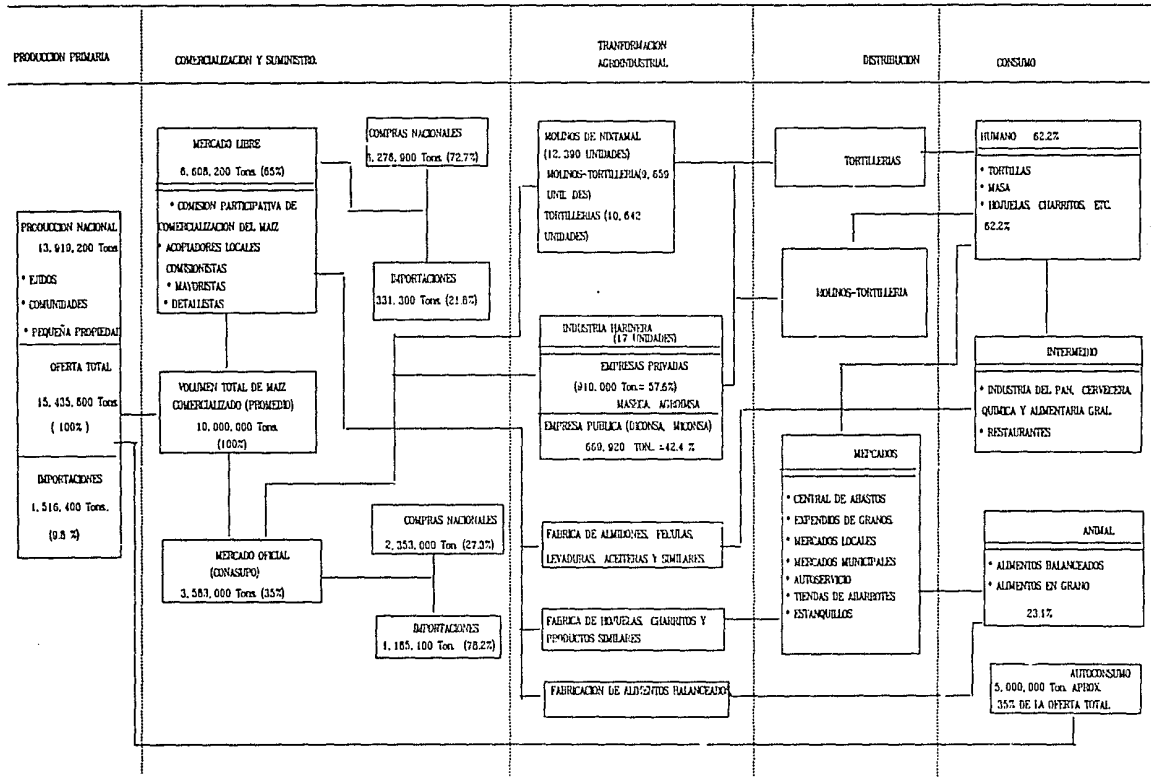 PRODUCCION PRIMARIA
COMERCIALIZACION Y SUMINISTRO.
TRANFORMACION
AGROINDUSTRIAL
DISTRIBUCION
CONSUMO
PRODUCCION NACIONAL
13,919,200 Tons
* EJIDOS
* COMUNIDADES
* PEQUEÑA PROPIEDAD
OFERTA TOTAL
15,435,600 Tons
(100%)
IMPORTACIONES
1,516,400 Tons.
(9.8 %)
MERCADO LIBRE
6,608,200 Tons (65%)
* COMISION PARTICIPATIVA DE
COMERCIALIZACION DEL MAIZ
* ACOPIADORES LOCALES
COMISIONISTAS
* MAYORISTAS
* DETALLISTAS
VOLUMEN TOTAL DE MAIZ
COMERCIALIZADO (PROMEDIO)
10,000,000 Tons
(100%)
MERCADO OFICIAL
(CONASUPO)
3,583,000 Tons (35%)
COMPRAS NACIONALES
6,276,900 Tons (72.7%)
IMPORTACIONES
331,300 Tons (21.8%)
COMPRAS NACIONALES
2,353,000 Ton (27.3%)
IMPORTACIONES
1,185,100 Ton (78.2%)
MOLINOS DE NIXTAMAL
(12,390 UNIDADES)
MOLINOS-TORTILLERIA(9,659
UNIDADES)
TORTILLERIAS (10,642
UNIDADES)
INDUSTRIA HARINERA
(17 UNIDADES)
EMPRESAS PRIVADAS
(910,000 Ton.= 57.6%)
MASECA, AGROINSA
EMPRESA PUBLICA (DICONSA, MICONSA)
669,920 TON.. =42.4 %
FABRICA DE ALMIDONES, FECULAS,
LEVADURAS, ACEITERAS Y SIMILARES.
FABRICA DE HOJUELAS, CHARRITOS Y
PRODUCTOS SIMILARES
FABRICACION DE ALIMENTOS BALANCEADOS
TORTILLERIAS
MOLINOS-TORTILLERIA
MERCADOS
* CENTRAL DE ABASTOS
* EXPENDIOS DE GRANOS.
* MERCADOS LOCALES
* MERCADOS MUNICIPALES
* AUTOSERVICIO
* TIENDAS DE ABARROTES
* ESTANQUILLOS
HUMANO 62.2%
* TORTILLAS
* MASA
* HOJUELAS, CHARRITOS, ETC.
62.2%
INTERMEDIO
* INDUSTRIA DEL PAN, CERVECERA,
QUIMICA Y ALIMENTARIA GRAL.
* RESTAURANTES
ANIMAL
* ALIMENTOS BALANCEADOS
* ALIMENTOS EN GRANO
23.1%
AUTOCONSUMO
5,000,000 Ton. APROX.
35% DE LA OFERTA TOTAL